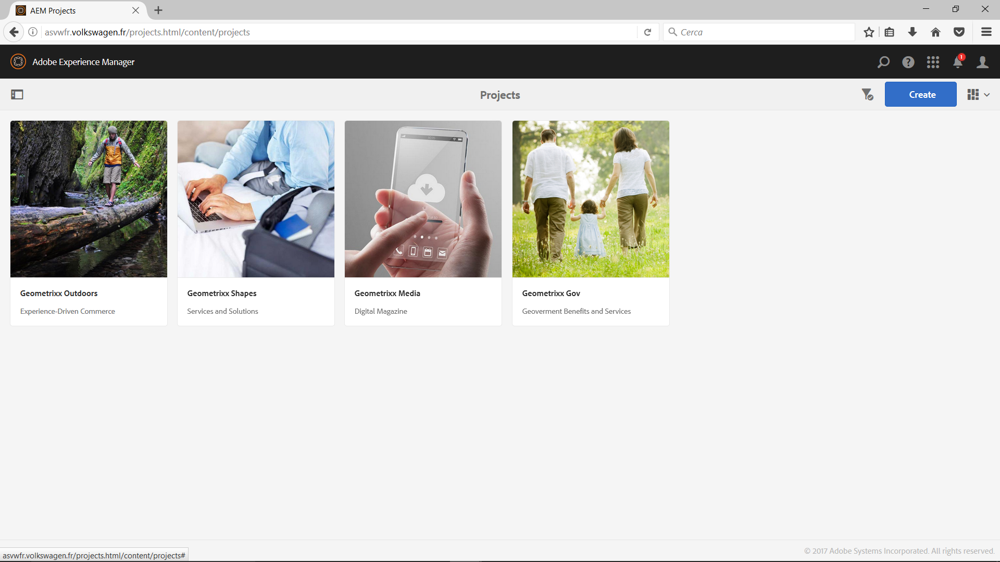 AEM Projects
asvwfr.volkswagen.fr/projects.html/content/projects
Cerca
Adobe Experience Manager
1
Projects
Create
Geometrixx Outdoors
Experience-Driven Commerce
Geometrixx Shapes
Services and Solutions
Geometrixx Media
Digital Magazine
Geometrixx Gov
Geoverment Benefits and Services
© 2017 Adobe Systems Incorporated. All rights reserved.
asvwfr.volkswagen.fr/projects.html/content/projects#